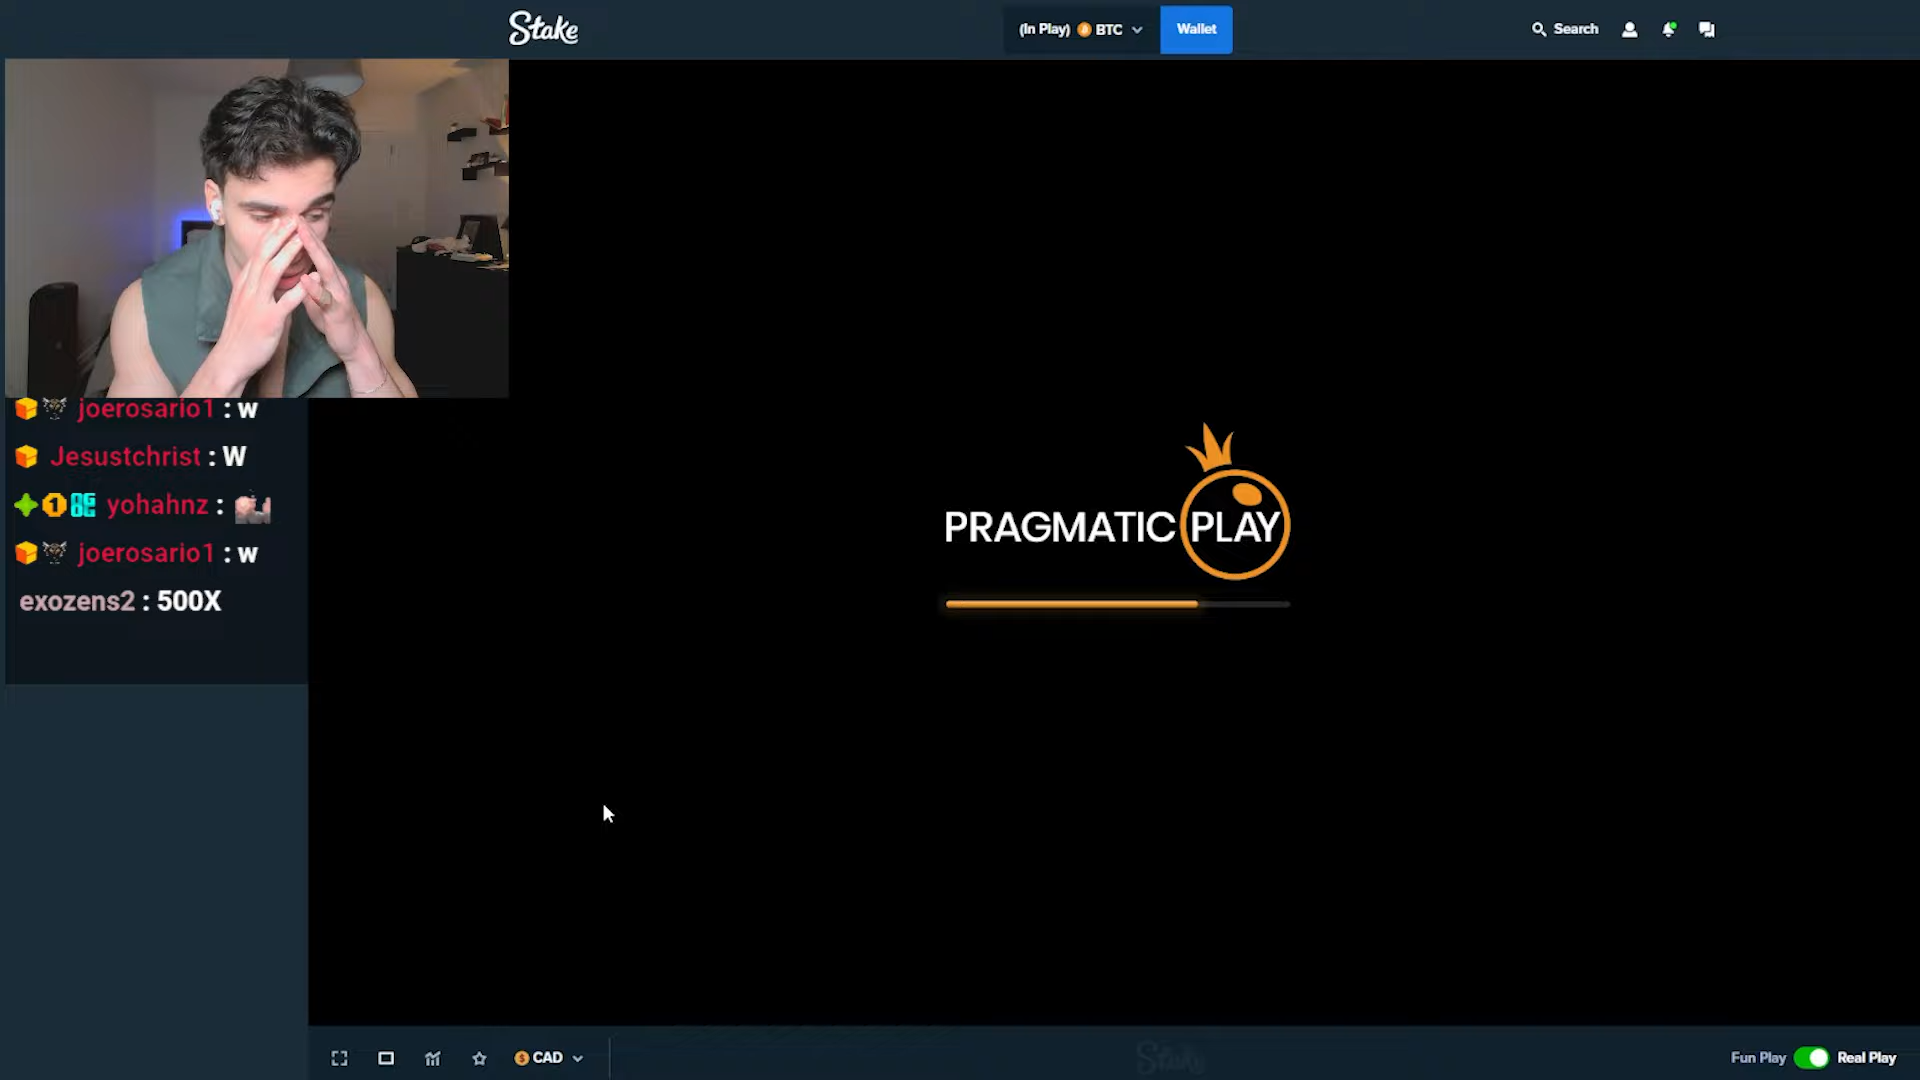 Stake
(In Play) BTC
Wallet
Search
joerosario1 : w
Jesustchrist : W
yohahnz :
joerosario1 : w
exozens2 : 500X
PRAGMATIC PLAY
CAD
Stake
Fun Play
Real Play